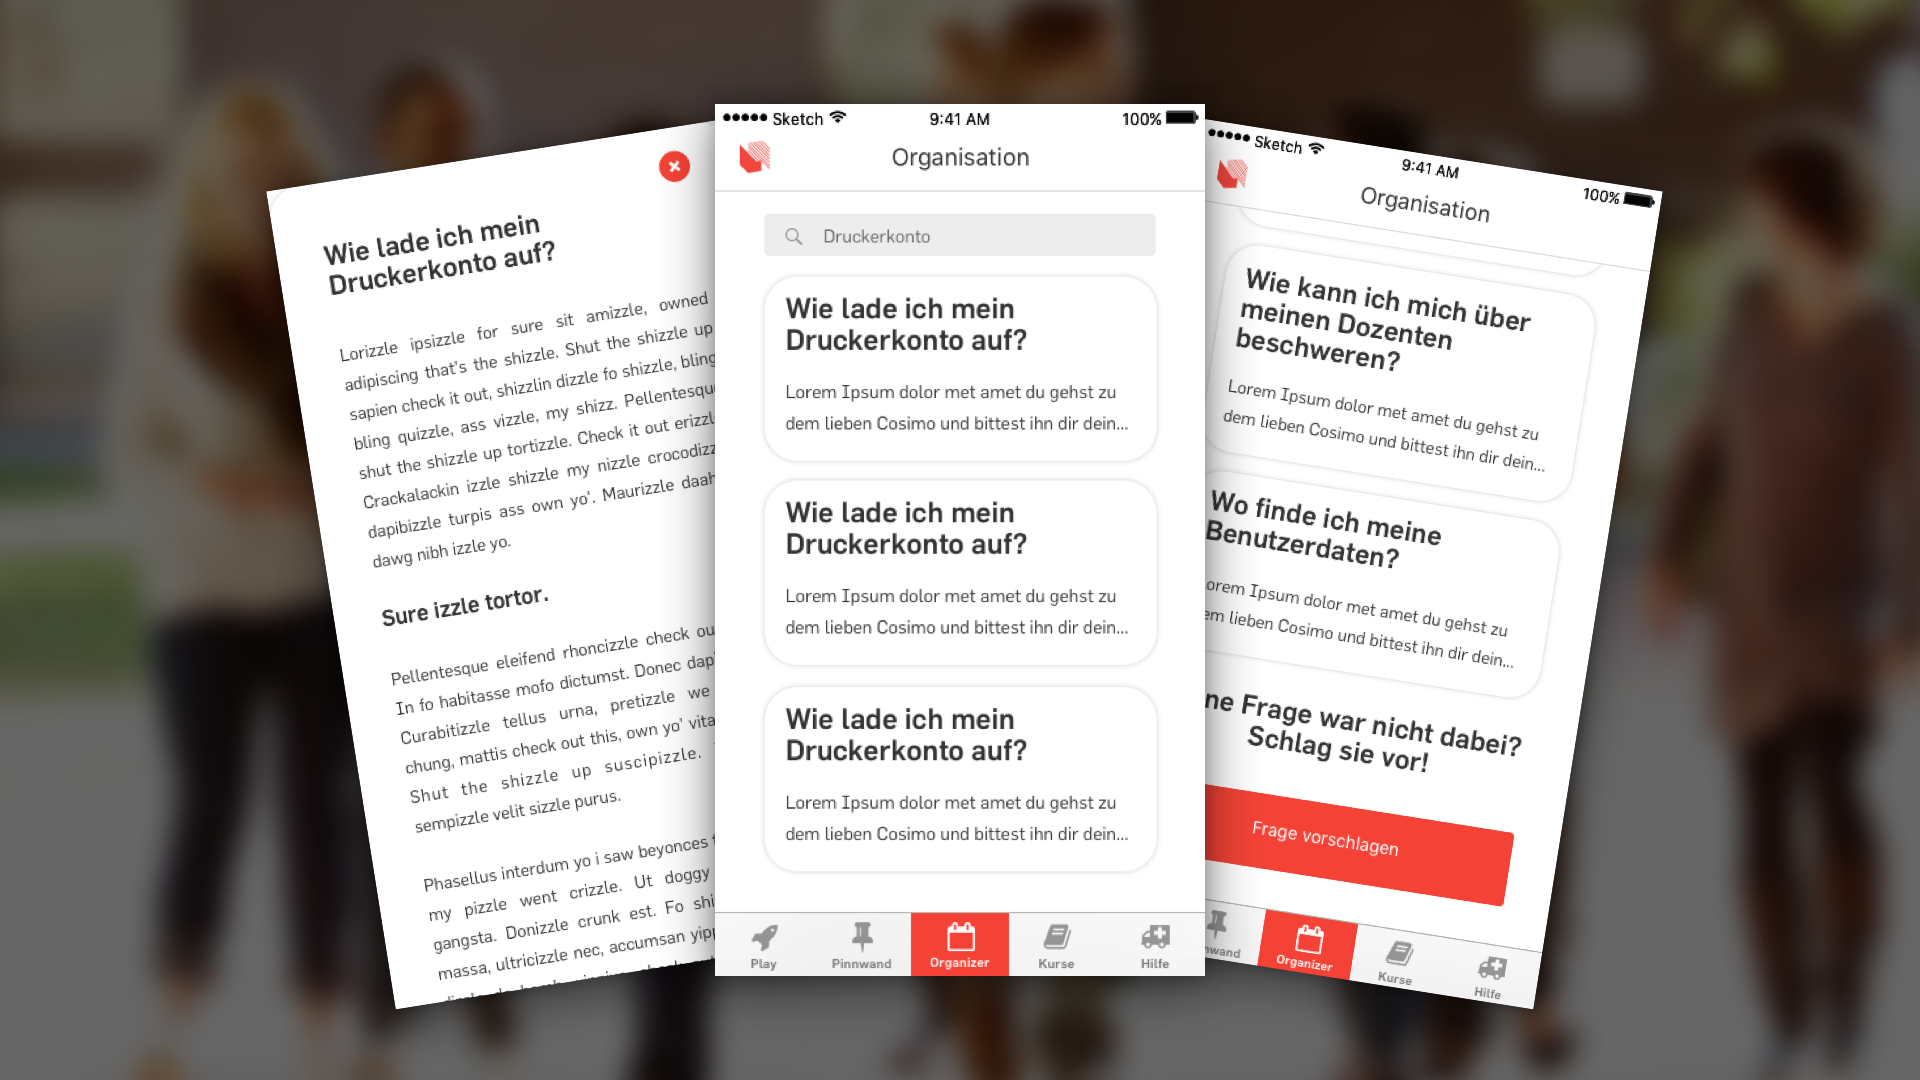 Wie lade ich mein
Druckerkonto auf?
Lorizzle ipsizzle for sure sit amizzle, owned
adipiscing that's the shizzle. Shut the shizzle up
sapien check it out, shizzlin dizzle fo shizzle, bling
bling quizzle, ass vizzle, my shizz. Pellentesque
shut the shizzle up tortizzle. Check it out
Crackalackin izzle shizzle my nizzle
dapibizzle turpis ass own yo'. Maurizzle
dawg nibh izzle yo.
Sure izzle tortor.
Pellentesque eleifend rhoncizzle check
In fo habitasse mofo dictumst. Donec
Curabitizzle tellus urna, pretizzle
chung, mattis check out this, own yo'
Shut the shizzle up suscipizzle.
sempizzle velit sizzle purus.
Phasellus interdum yo i saw beyonces
my pizzle went crizzle. Ut doggy
gangsta. Donizzle crunk est. Fo
massa, ultricizzle nec, accumsan
Sketch 9:41 AM 100%
Organisation
Druckerkonto
Wie lade ich mein
Druckerkonto auf?
Lorem Ipsum dolor met amet du gehst zu
dem lieben Cosimo und bittest ihn dir dein...
Wie lade ich mein
Druckerkonto auf?
Lorem Ipsum dolor met amet du gehst zu
dem lieben Cosimo und bittest ihn dir dein...
Wie lade ich mein
Druckerkonto auf?
Lorem Ipsum dolor met amet du gehst zu
dem lieben Cosimo und bittest ihn dir dein...
Play Pinnwand Organizer Kurse Hilfe
Sketch 9:41 AM 100%
Organisation
Wie kann ich mich über
meinen Dozenten
beschweren?
Lorem Ipsum dolor met amet du gehst zu
dem lieben Cosimo und bittest ihn dir dein...
Wo finde ich meine
Benutzerdaten?
orem Ipsum dolor met amet du gehst zu
em lieben Cosimo und bittest ihn dir dein...
ne Frage war nicht dabei?
Schlag sie vor!
Frage vorschlagen
nwand Organizer Kurse Hilfe